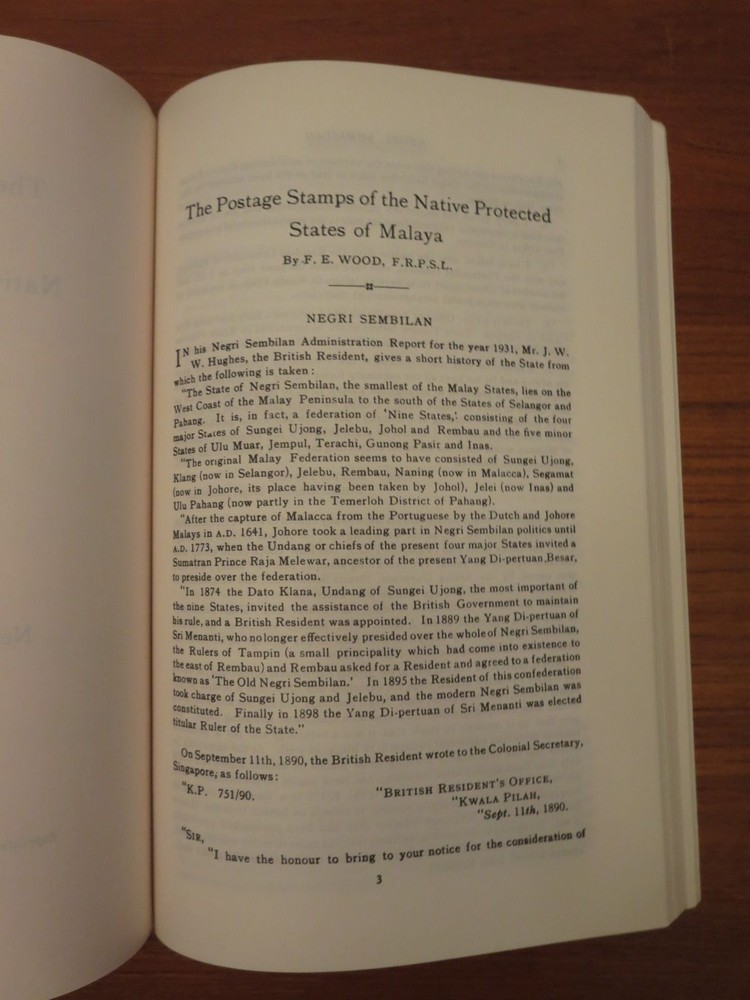 The Postage Stamps of the Native Protected
States of Malaya
By F. E. WOOD, F.R.P.S.L.
NEGRI SEMBILAN
IN his Negri Sembilan Administration Report for the year 1931, Mr. J. W.
W. Hughes, the British Resident, gives a short history of the State from
which the following is taken :
"The State of Negri Sembilan, the smallest of the Malay States, lies on the
West Coast of the Malay Peninsula to the south of the States of Selangor and
Pahang. It is, in fact, a federation of 'Nine States,' consisting of the four
major States of Sungei Ujong, Jelebu, Johol and Rembau and the five minor
States of Ulu Muar, Jempul, Terachi, Gunong Pasir and Inas.
"The original Malay Federation seems to have consisted of Sungei Ujong,
Klang (now in Selangor), Jelebu, Rembau, Naning (now in Malacca), Segamat
(now in Johore, its place having been taken by Johol), Jelei (now Inas) and
Ulu Pahang (now partly in the Temerloh District of Pahang).
"After the capture of Malacca from the Portuguese by the Dutch and Johore
Malays in A.D. 1641, Johore took a leading part in Negri Sembilan politics until
A.D. 1773, when the Undang or chiefs of the present four major States invited a
Sumatran Prince Raja Melewar, ancestor of the present Yang Di-pertuan Besar,
to preside over the federation.
"In 1874 the Dato Klana, Undang of Sungei Ujong, the most important of
the nine States, invited the assistance of the British Government to maintain
his rule, and a British Resident was appointed. In 1889 the Yang Di-pertuan of
Sri Menanti, who no longer effectively presided over the whole of Negri Sembilan,
the Rulers of Tampin (a small principality which had come into existence to
the east of Rembau) and Rembau asked for a Resident and agreed to a federation
known as 'The Old Negri Sembilan.' In 1895 the Resident of this confederation
took charge of Sungei Ujong and Jelebu, and the modern Negri Sembilan was
constituted. Finally in 1898 the Yang Di-pertuan of Sri Menanti was elected
titular Ruler of the State."
On September 11th, 1890, the British Resident wrote to the Colonial Secretary,
Singapore, as follows :
"K.P. 751/90. "BRITISH RESIDENT'S OFFICE,
"KWALA PILAH,
"Sept. 11th, 1890.
"SIR,
"I have the honour to bring to your notice for the consideration of
3